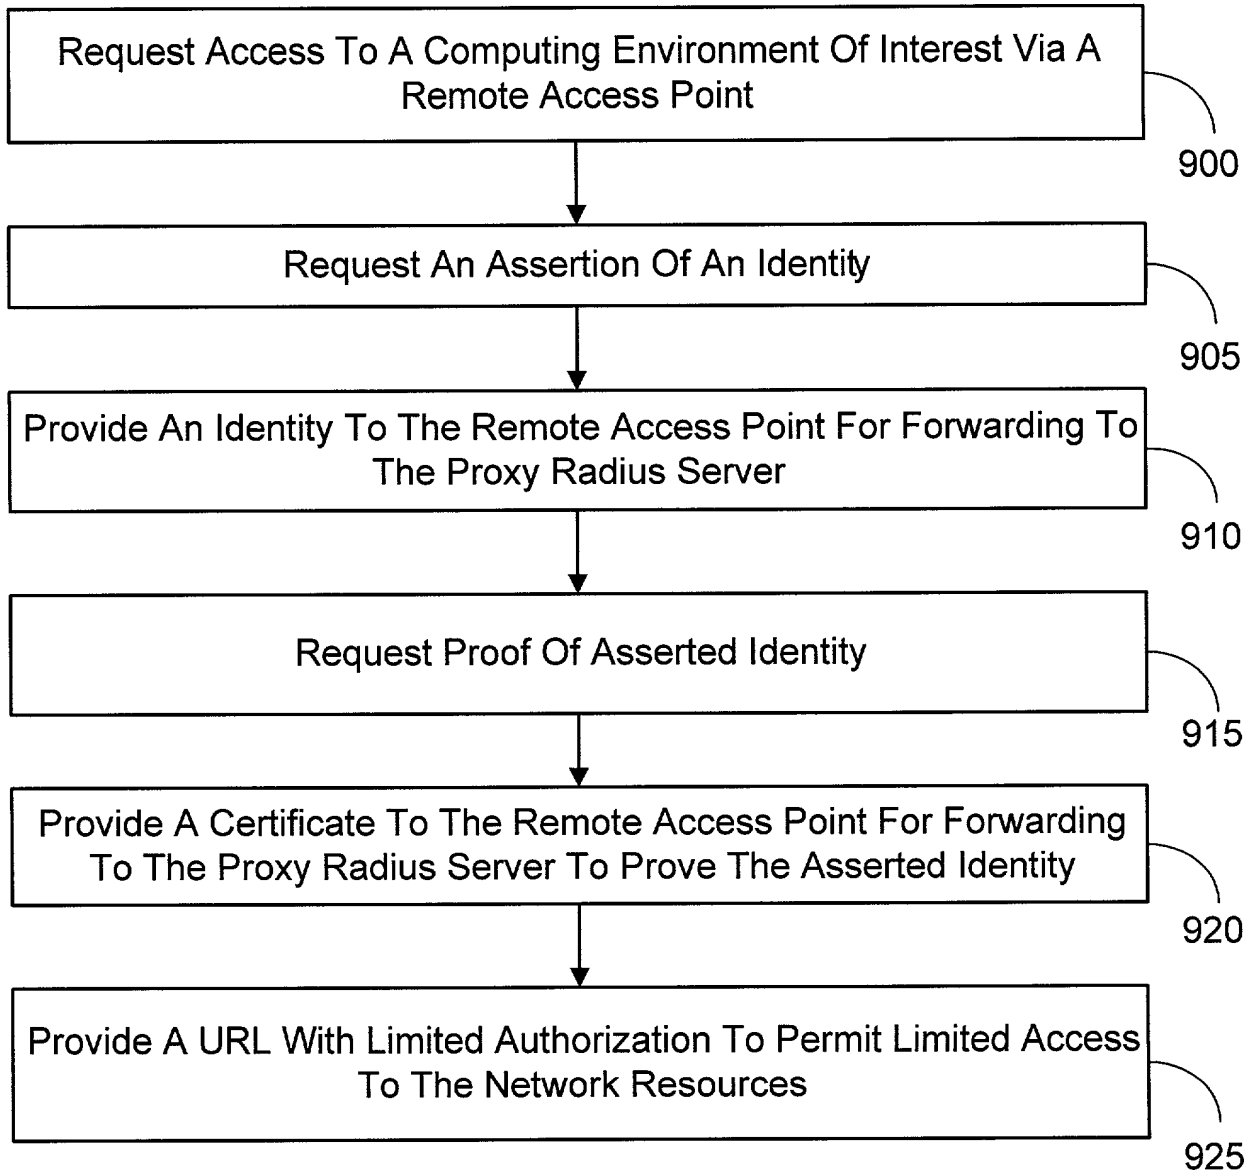 Request Access To A Computing Environment Of Interest Via A
Remote Access Point
900
Request An Assertion Of An Identity
905
Provide An Identity To The Remote Access Point For Forwarding To
The Proxy Radius Server
910
Request Proof Of Asserted Identity
915
Provide A Certificate To The Remote Access Point For Forwarding
To The Proxy Radius Server To Prove The Asserted Identity
920
Provide A URL With Limited Authorization To Permit Limited Access
To The Network Resources
925